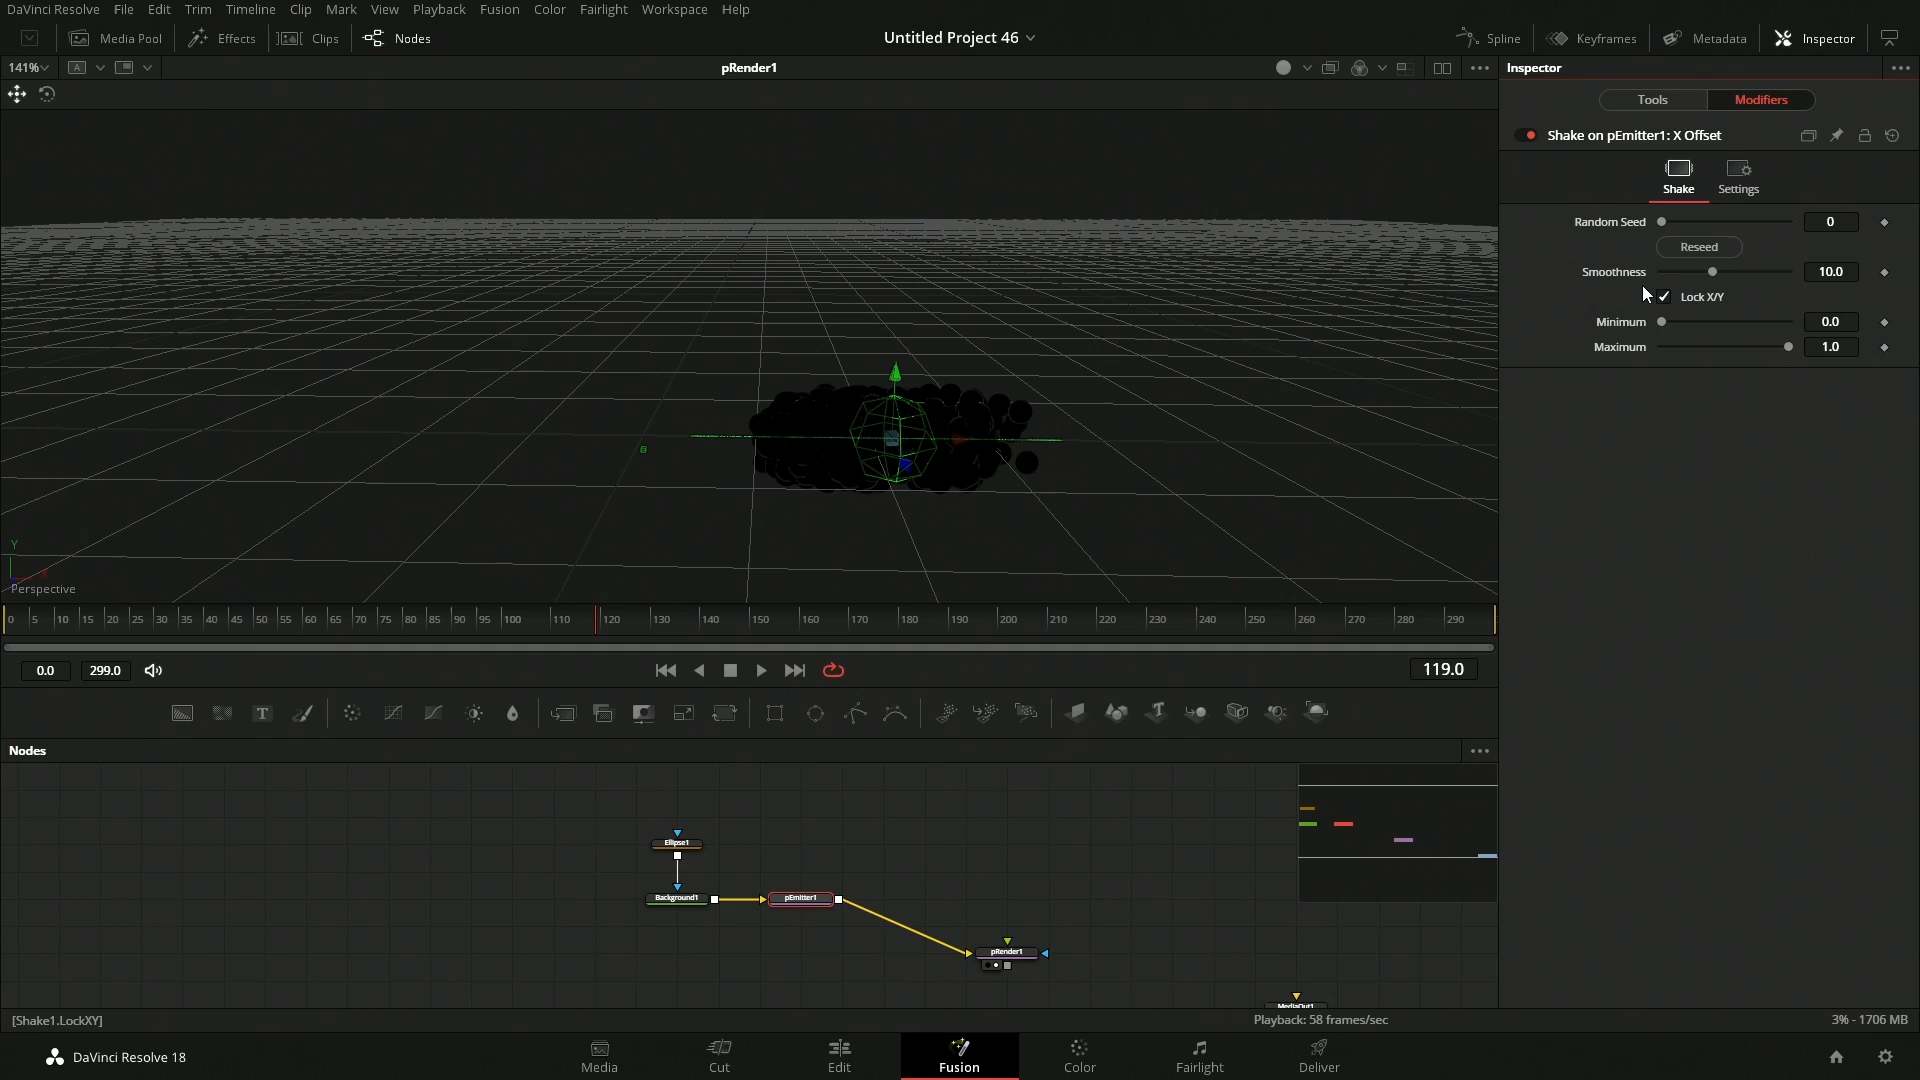 DaVinci Resolve File Edit Trim Timeline Clip Mark View Playback Fusion Color Fairlight Workspace Help
Media Pool Effects Clips Nodes Untitled Project 46 Spline Keyframes Metadata Inspector
141% A pRender1 Inspector
Tools Modifiers
Shake on pEmitter1: X Offset
Shake Settings
Random Seed 0
Reseed
Smoothness 10.0
Lock X/Y
Minimum 0.0
Maximum 1.0
Y
Perspective
0 5 10 15 20 25 30 35 40 45 50 55 60 65 70 75 80 85 90 95 100 110 120 130 140 150 160 170 180 190 200 210 220 230 240 250 260 270 280 290
0.0 299.0 119.0
T T
Nodes
Ellipse1
Background1 pEmitter1
pRender1
MediaOut1
[Shake1.LockXY] Playback: 58 frames/sec 3% - 1706 MB
DaVinci Resolve 18 Media Cut Edit Fusion Color Fairlight Deliver